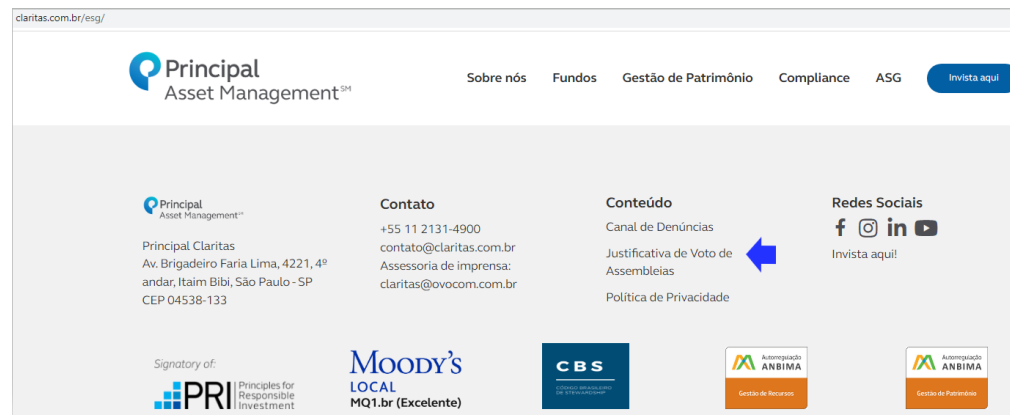 claritas.com.br/esg/
Principal
Asset Management℠
Sobre nós
Fundos
Gestão de Patrimônio
Compliance
ASG
Invista aqui
Principal
Asset Management℠
Principal Claritas
Av. Brigadeiro Faria Lima, 4221, 4º
andar, Itaim Bibi, São Paulo - SP
CEP 04538-133
Contato
+55 11 2131-4900
contato@claritas.com.br
Assessoria de imprensa:
claritas@ovocom.com.br
Conteúdo
Canal de Denúncias
Justificativa de Voto de
Assembleias
Política de Privacidade
Redes Sociais
Invista aqui!
Signatory of:
PRI
Principles for
Responsible
Investment
MOODY'S
LOCAL
MQ1.br (Excelente)
CBS
CÓDIGO BRASILEIRO
DE STEWARDSHIP
Autorregulação
ANBIMA
Gestão de Recursos
Autorregulação
ANBIMA
Gestão de Patrimônio